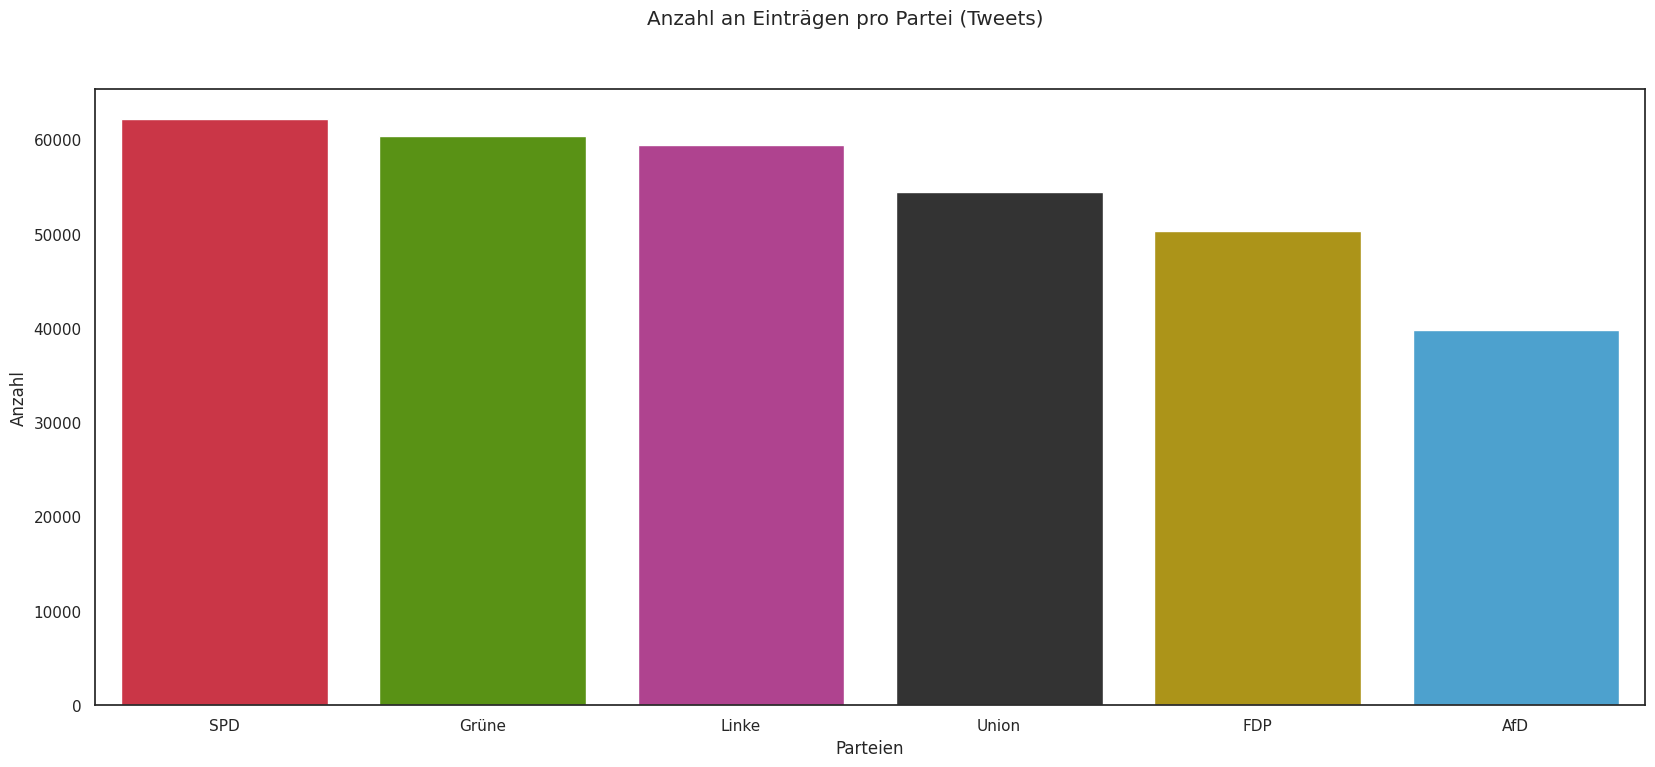 Anzahl an Einträgen pro Partei (Tweets)
Anzahl
60000
50000
40000
30000
20000
10000
0
SPD Grüne Linke Union FDP AfD
Parteien